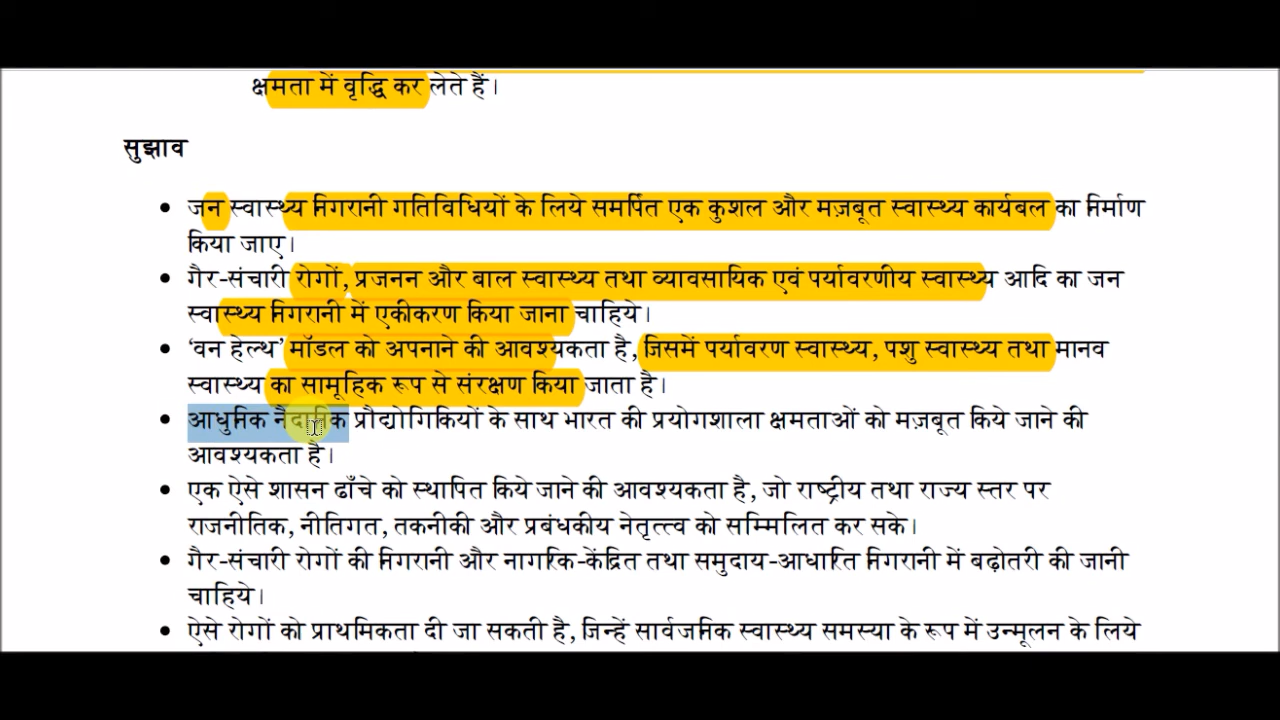 क्षमता में वृद्धि कर लेते हैं।
सुझाव
• जन स्वास्थ्य निगरानी गतिविधियों के लिये समर्पित एक कुशल और मज़बूत स्वास्थ्य कार्यबल का निर्माण
किया जाए।
• गैर-संचारी रोगों, प्रजनन और बाल स्वास्थ्य तथा व्यावसायिक एवं पर्यावरणीय स्वास्थ्य आदि का जन
स्वास्थ्य निगरानी में एकीकरण किया जाना चाहिये।
• ‘वन हेल्थ’ मॉडल को अपनाने की आवश्यकता है, जिसमें पर्यावरण स्वास्थ्य, पशु स्वास्थ्य तथा मानव
स्वास्थ्य का सामूहिक रूप से संरक्षण किया जाता है।
• आधुनिक नैदानिक प्रौद्योगिकियों के साथ भारत की प्रयोगशाला क्षमताओं को मज़बूत किये जाने की
आवश्यकता है।
• एक ऐसे शासन ढाँचे को स्थापित किये जाने की आवश्यकता है, जो राष्ट्रीय तथा राज्य स्तर पर
राजनीतिक, नीतिगत, तकनीकी और प्रबंधकीय नेतृत्त्व को सम्मिलित कर सके।
• गैर-संचारी रोगों की निगरानी और नागरिक-केंद्रित तथा समुदाय-आधारित निगरानी में बढ़ोतरी की जानी
चाहिये।
• ऐसे रोगों को प्राथमिकता दी जा सकती है, जिन्हें सार्वजनिक स्वास्थ्य समस्या के रूप में उन्मूलन के लिये